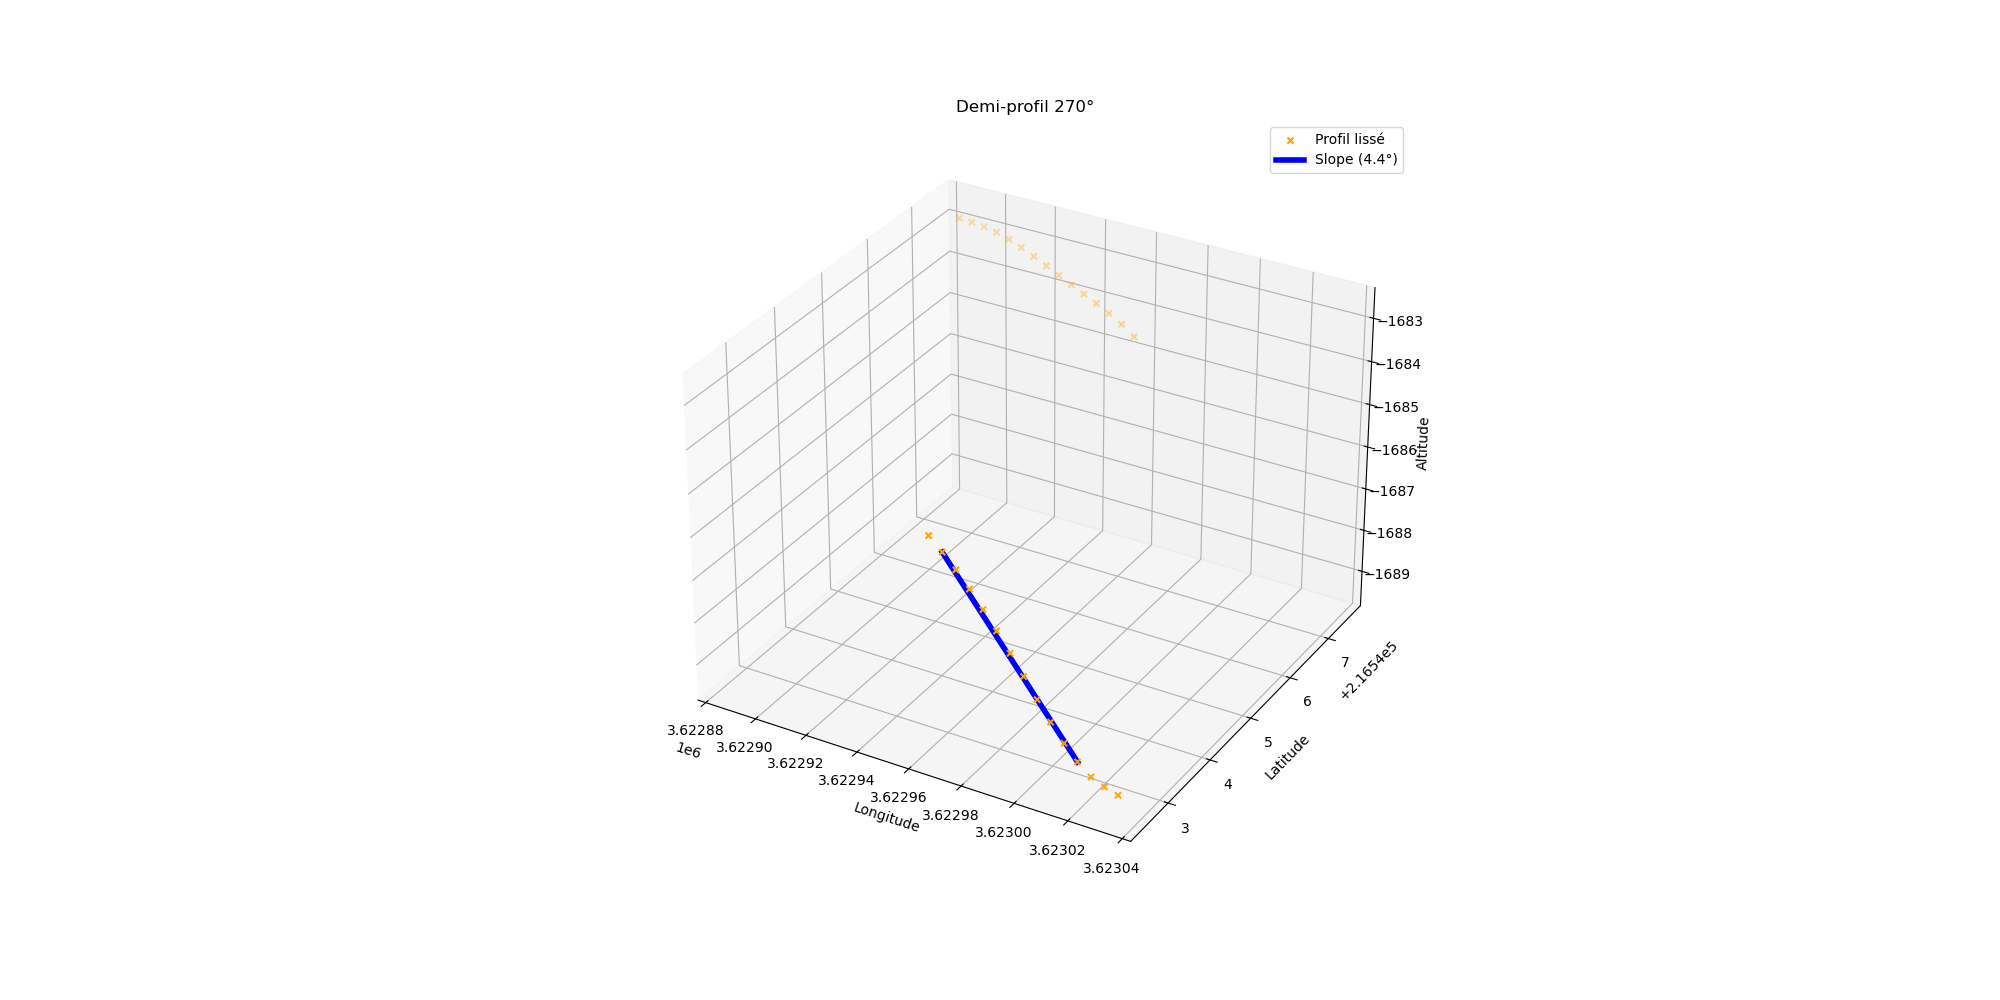 Demi-profil 270°
Profil lissé
Slope (4.4°)
−1683
−1684
−1685
−1686
−1687
−1688
−1689
Altitude
7
6
5
4
3
+2.1654e5
Latitude
3.62288
3.62290
3.62292
3.62294
3.62296
3.62298
3.62300
3.62302
3.62304
1e6
Longitude